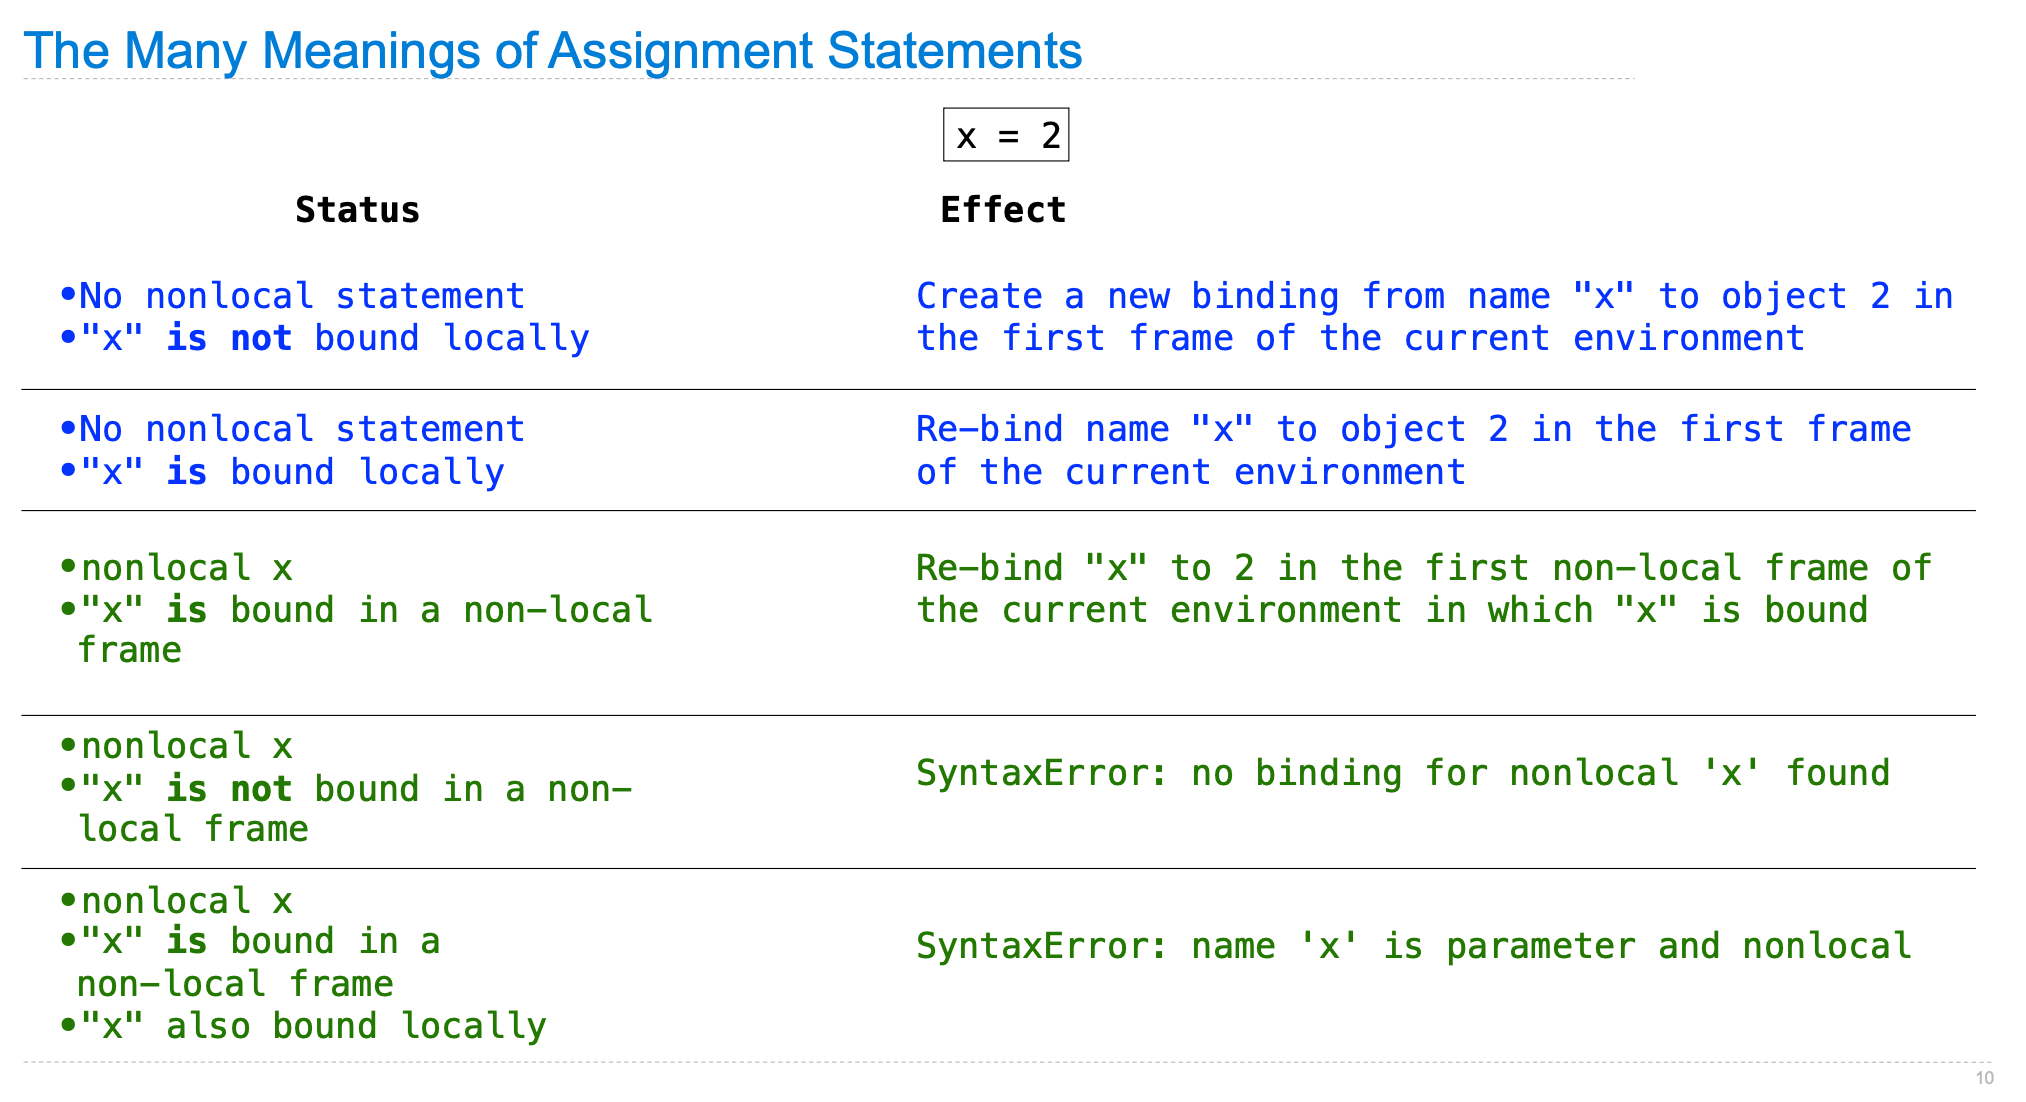 The Many Meanings of Assignment Statements
x = 2
Status
Effect
•No nonlocal statement
•"x" is not bound locally
Create a new binding from name "x" to object 2 in
the first frame of the current environment
•No nonlocal statement
•"x" is bound locally
Re-bind name "x" to object 2 in the first frame
of the current environment
•nonlocal x
•"x" is bound in a non-local
frame
Re-bind "x" to 2 in the first non-local frame of
the current environment in which "x" is bound
•nonlocal x
•"x" is not bound in a non-
local frame
SyntaxError: no binding for nonlocal 'x' found
•nonlocal x
•"x" is bound in a
non-local frame
•"x" also bound locally
SyntaxError: name 'x' is parameter and nonlocal
10